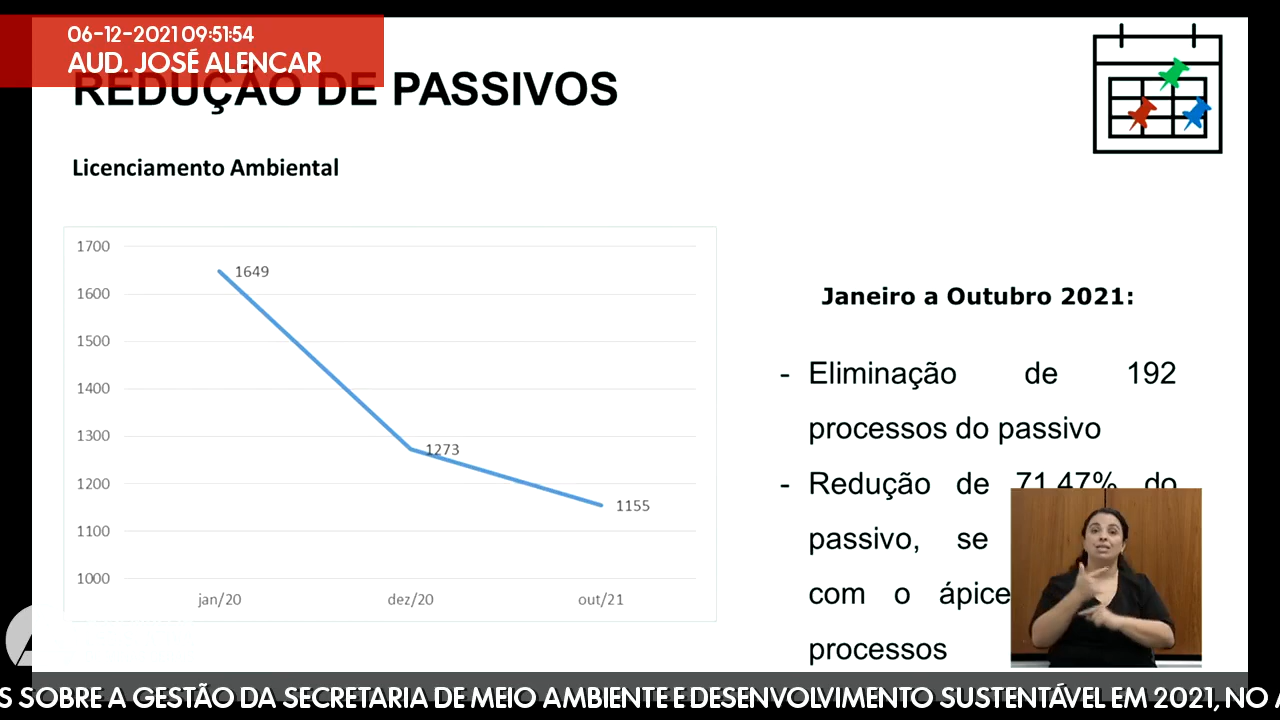 06-12-2021 09:51:54
AUD. JOSÉ ALENCAR
REDUÇÃO DE PASSIVOS
Licenciamento Ambiental
1700
1600
1500
1400
1300
1200
1100
1000
1649
1273
1155
jan/20
dez/20
out/21
Janeiro a Outubro 2021:
- Eliminação de 192
processos do passivo
- Redução de 71,47% do
passivo, se
com o ápice
processos
S SOBRE A GESTÃO DA SECRETARIA DE MEIO AMBIENTE E DESENVOLVIMENTO SUSTENTÁVEL EM 2021, NO